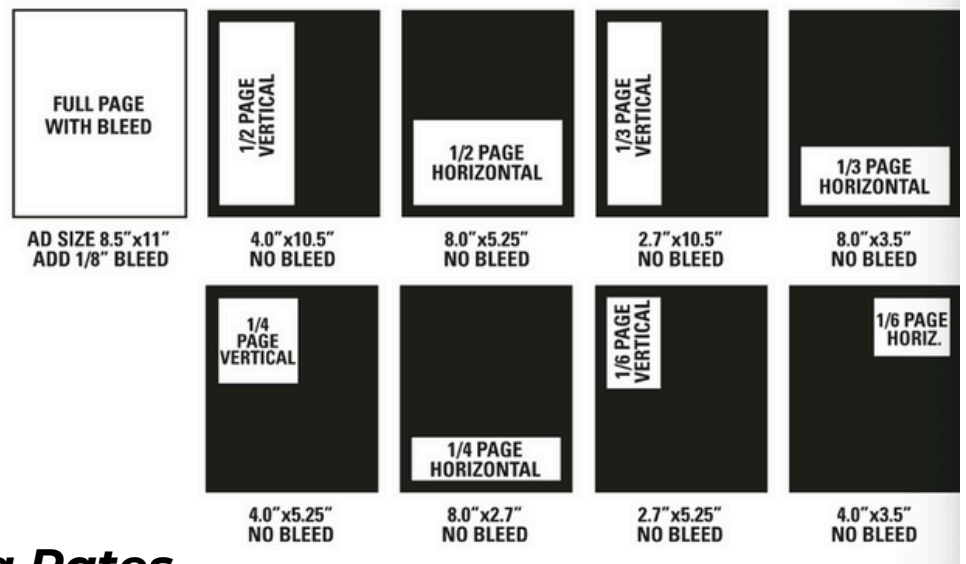 FULL PAGE
WITH BLEED
AD SIZE 8.5"x11"
ADD 1/8" BLEED
1/2 PAGE
VERTICAL
4.0"x10.5"
NO BLEED
1/2 PAGE
HORIZONTAL
8.0"x5.25"
NO BLEED
1/3 PAGE
VERTICAL
2.7"x10.5"
NO BLEED
1/3 PAGE
HORIZONTAL
8.0"x3.5"
NO BLEED
1/4
PAGE
VERTICAL
4.0"x5.25"
NO BLEED
1/4 PAGE
HORIZONTAL
8.0"x2.7"
NO BLEED
1/6 PAGE
VERTICAL
2.7"x5.25"
NO BLEED
1/6 PAGE
HORIZ.
4.0"x3.5"
NO BLEED
Rates